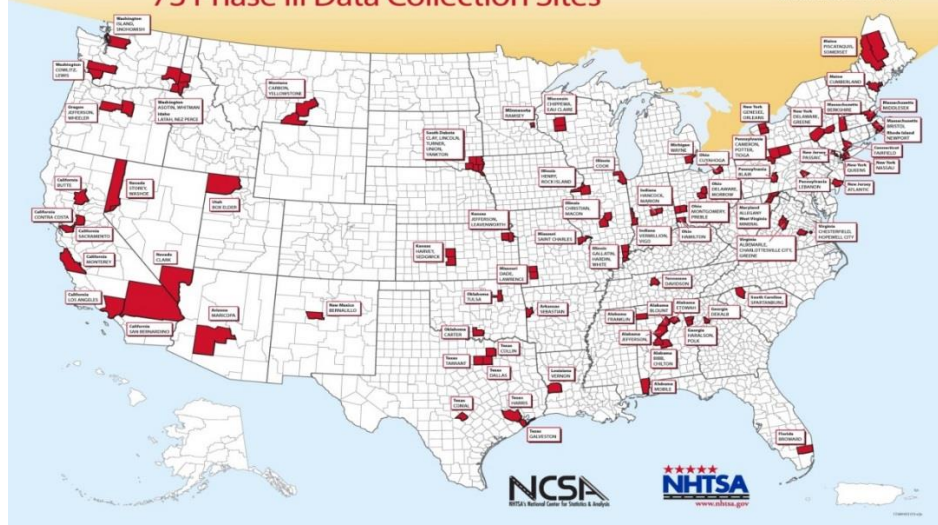 75 Phase III Data Collection Sites
Washington
ISLAND,
SNOHOMISH
Washington
COWLITZ,
LEWIS
Oregon
JEFFERSON,
WHEELER
Washington
ASOTIN, WHITMAN
Idaho
LATAH, NEZ PERCE
Montana
CARBON,
YELLOWSTONE
South Dakota
CLAY, LINCOLN,
TURNER,
UNION,
YANKTON
Minnesota
RAMSEY
Wisconsin
CHIPPEWA,
EAU CLAIRE
Michigan
WAYNE
Maine
PISCATAQUIS,
SOMERSET
Maine
CUMBERLAND
New York
GENESEE,
ORLEANS
New York
DELAWARE,
GREENE
Massachusetts
BERKSHIRE
Massachusetts
MIDDLESEX
Massachusetts
BRISTOL
Rhode Island
NEWPORT
Connecticut
FAIRFIELD
New York
NASSAU
New York
QUEENS
New Jersey
PASSAIC
New Jersey
ATLANTIC
Pennsylvania
CAMERON,
POTTER,
TIOGA
Pennsylvania
BLAIR
Pennsylvania
LEBANON
Ohio
CUYAHOGA
Ohio
DELAWARE,
MORROW
Ohio
MONTGOMERY,
PREBLE
Ohio
HAMILTON
Maryland
ALLEGANY
West Virginia
MINERAL
Virginia
CHESTERFIELD,
HOPEWELL CITY
Virginia
ALBEMARLE,
CHARLOTTESVILLE CITY,
GREENE
Illinois
COOK
Illinois
HENRY,
ROCK ISLAND
Illinois
CHRISTIAN,
MACON
Illinois
GALLATIN,
HARDIN,
WHITE
Indiana
HANCOCK,
MARION
Indiana
VERMILLION,
VIGO
Missouri
SAINT CHARLES
Missouri
DADE,
LAWRENCE
Kansas
JEFFERSON,
LEAVENWORTH
Kansas
HARVEY,
SEDGWICK
California
BUTTE
California
CONTRA COSTA
California
SACRAMENTO
California
MONTEREY
California
LOS ANGELES
California
SAN BERNARDINO
Nevada
STOREY,
WASHOE
Nevada
CLARK
Utah
BOX ELDER
Arizona
MARICOPA
New Mexico
BERNALILLO
Oklahoma
TULSA
Oklahoma
CARTER
Arkansas
SEBASTIAN
Texas
COLLIN
Texas
TARRANT
Texas
DALLAS
Texas
COMAL
Texas
HARRIS
Texas
GALVESTON
Louisiana
VERNON
Tennessee
DAVIDSON
Alabama
FRANKLIN
Alabama
BLOUNT
Alabama
ETOWAH
Alabama
JEFFERSON
Alabama
BIBB,
CHILTON
Alabama
MOBILE
Georgia
DEKALB
Georgia
HARALSON,
POLK
South Carolina
SPARTANBURG
Florida
BROWARD
NCSA
NHTSA's National Center for Statistics & Analysis
NHTSA
www.nhtsa.gov